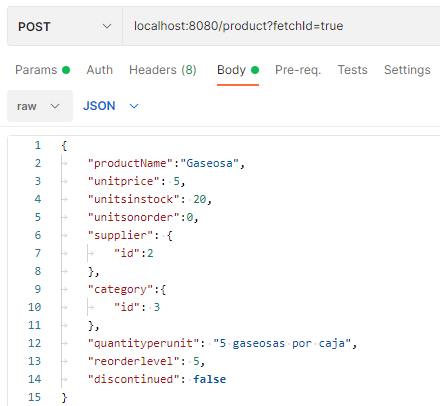 POST localhost:8080/product?fetchId=true
Params Auth Headers (8) Body Pre-req. Tests Settings
raw JSON
1 {
2 "productName":"Gaseosa",
3 "unitprice": 5,
4 "unitsinstock": 20,
5 "unitsonorder":0,
6 "supplier": {
7 "id":2
8 },
9 "category":{
10 "id": 3
11 },
12 "quantityperunit": "5 gaseosas por caja",
13 "reorderlevel": 5,
14 "discontinued": false
15 }